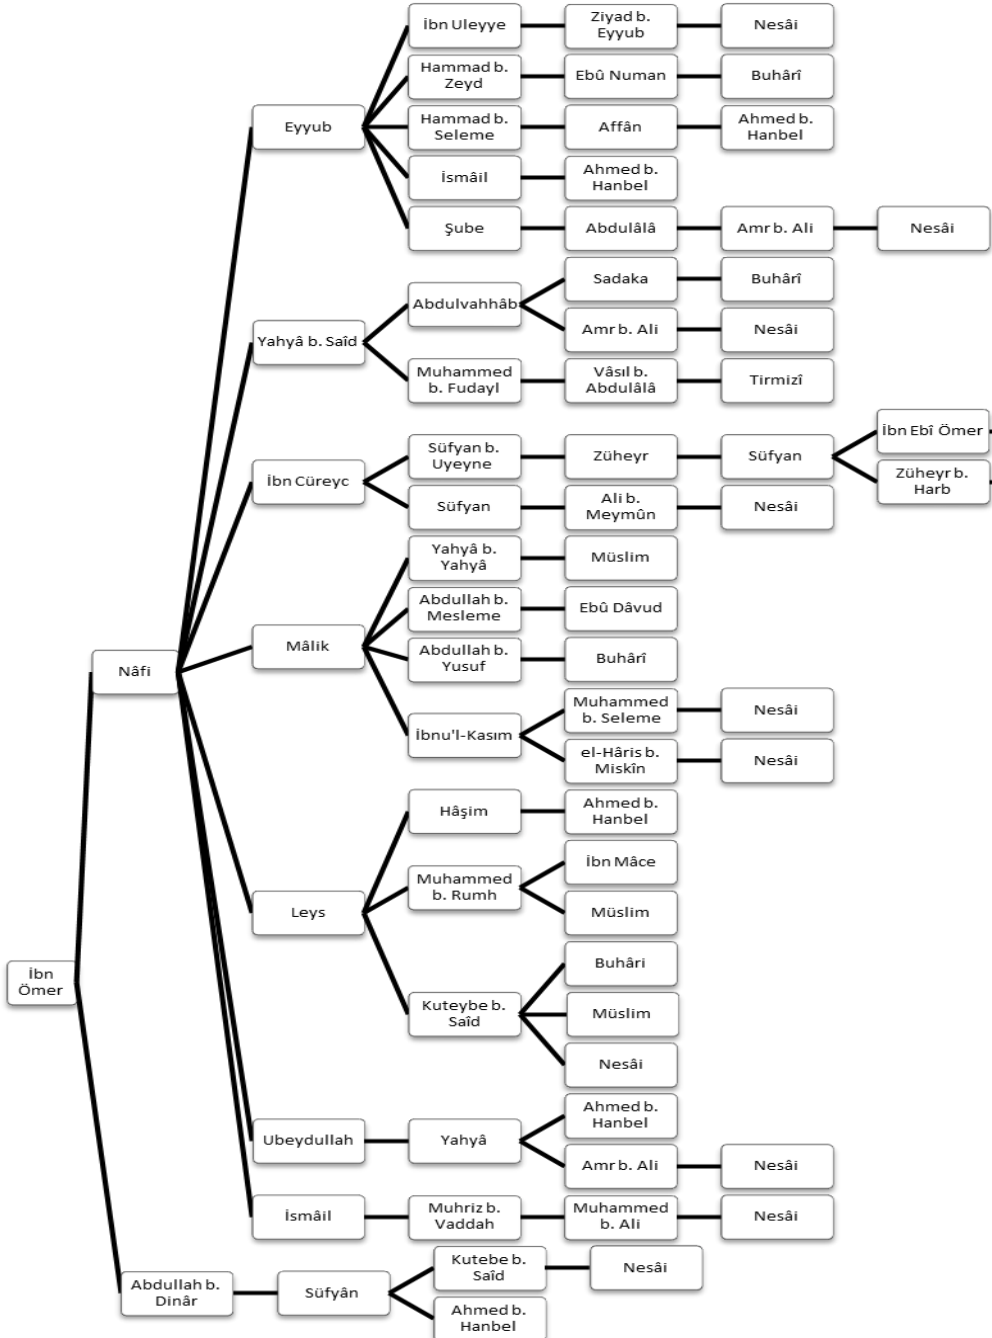 İbn Uleyye
Ziyad b.
Eyyub
Nesâi
Hammad b.
Zeyd
Ebû Numan
Buhârî
Eyyub
Hammad b.
Seleme
Affân
Ahmed b.
Hanbel
İsmâil
Ahmed b.
Hanbel
Şube
Abdulâlâ
Amr b. Ali
Nesâi
Yahyâ b. Saîd
Abdulvahhâb
Sadaka
Buhârî
Amr b. Ali
Nesâi
Muhammed
b. Fudayl
Vâsıl b.
Abdulâlâ
Tirmizî
İbn Cüreyc
Süfyan b.
Uyeyne
Züheyr
Süfyan
İbn Ebî Ömer
Züheyr b.
Harb
Süfyan
Ali b.
Meymûn
Nesâi
Nâfi
Mâlik
Yahyâ b.
Yahyâ
Müslim
Abdullah b.
Mesleme
Ebû Dâvud
Abdullah b.
Yusuf
Buhârî
İbnu'l-Kasım
Muhammed
b. Seleme
Nesâi
el-Hâris b.
Miskîn
Nesâi
Leys
Hâşim
Ahmed b.
Hanbel
Muhammed
b. Rumh
İbn Mâce
Müslim
Kuteybe b.
Saîd
Buhâri
Müslim
Nesâi
İbn
Ömer
Ubeydullah
Yahyâ
Ahmed b.
Hanbel
Amr b. Ali
Nesâi
İsmâil
Muhriz b.
Vaddah
Muhammed
b. Ali
Nesâi
Abdullah b.
Dinâr
Süfyân
Kutebe b.
Saîd
Nesâi
Ahmed b.
Hanbel